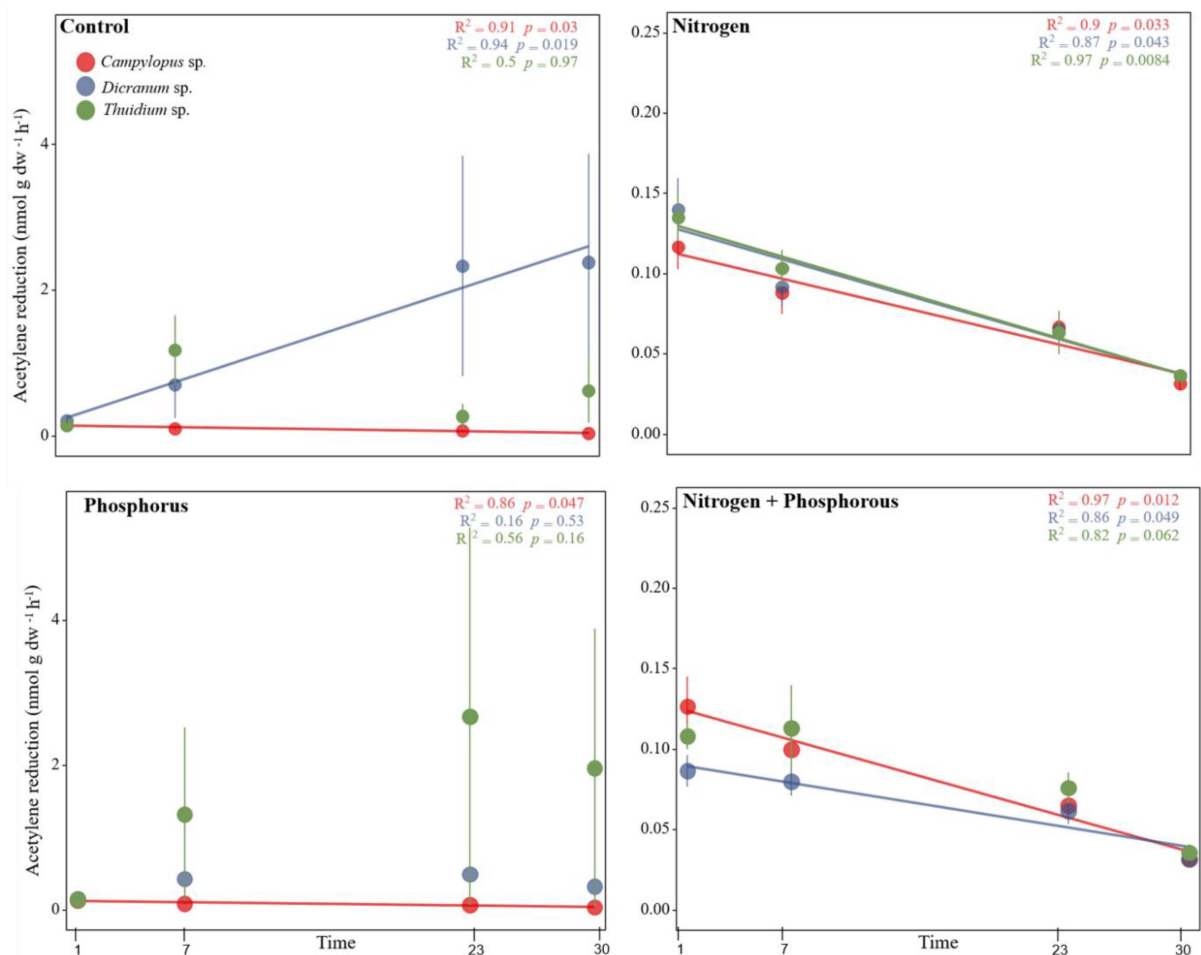 Control
R² = 0.91 p = 0.03
R² = 0.94 p = 0.019
R² = 0.5 p = 0.97
Campylopus sp.
Dicranum sp.
Thuidium sp.
Acetylene reduction (nmol g dw ⁻¹ h⁻¹)
4
2
0
Nitrogen
R² = 0.9 p = 0.033
R² = 0.87 p = 0.043
R² = 0.97 p = 0.0084
0.25
0.20
0.15
0.10
0.05
0.00
Phosphorus
R² = 0.86 p = 0.047
R² = 0.16 p = 0.53
R² = 0.56 p = 0.16
Acetylene reduction (nmol g dw ⁻¹ h⁻¹)
4
2
0
1 7 Time 23 30
Nitrogen + Phosphorous
R² = 0.97 p = 0.012
R² = 0.86 p = 0.049
R² = 0.82 p = 0.062
0.25
0.20
0.15
0.10
0.05
0.00
1 7 Time 23 30